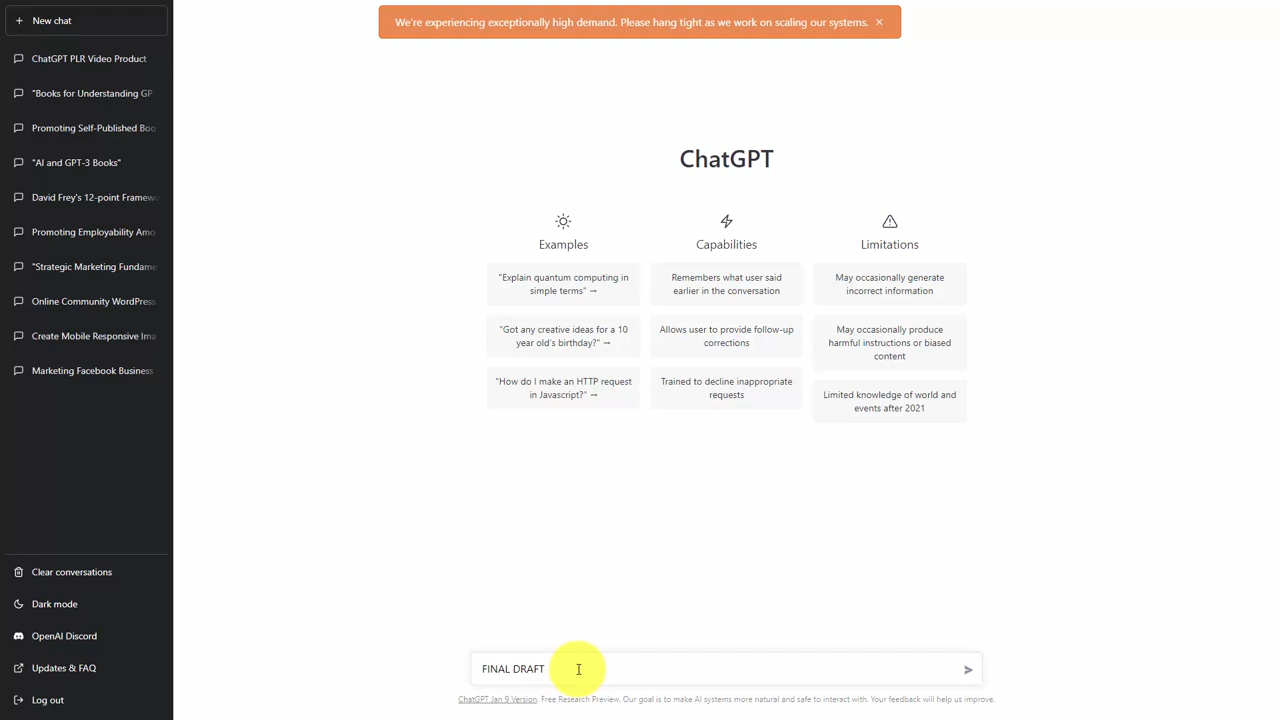 New chat
ChatGPT PLR Video Product
"Books for Understanding GP
Promoting Self-Published Boo
"AI and GPT-3 Books"
David Frey's 12-point Framewo
Promoting Employability Amo
"Strategic Marketing Fundame
Online Community WordPress
Create Mobile Responsive Ima
Marketing Facebook Business
Clear conversations
Dark mode
OpenAI Discord
Updates & FAQ
Log out
We're experiencing exceptionally high demand. Please hang tight as we work on scaling our systems.
ChatGPT
Examples
"Explain quantum computing in
simple terms" →
"Got any creative ideas for a 10
year old's birthday?" →
"How do I make an HTTP request
in Javascript?" →
Capabilities
Remembers what user said
earlier in the conversation
Allows user to provide follow-up
corrections
Trained to decline inappropriate
requests
Limitations
May occasionally generate
incorrect information
May occasionally produce
harmful instructions or biased
content
Limited knowledge of world and
events after 2021
FINAL DRAFT
ChatGPT Jan 9 Version. Free Research Preview. Our goal is to make AI systems more natural and safe to interact with. Your feedback will help us improve.